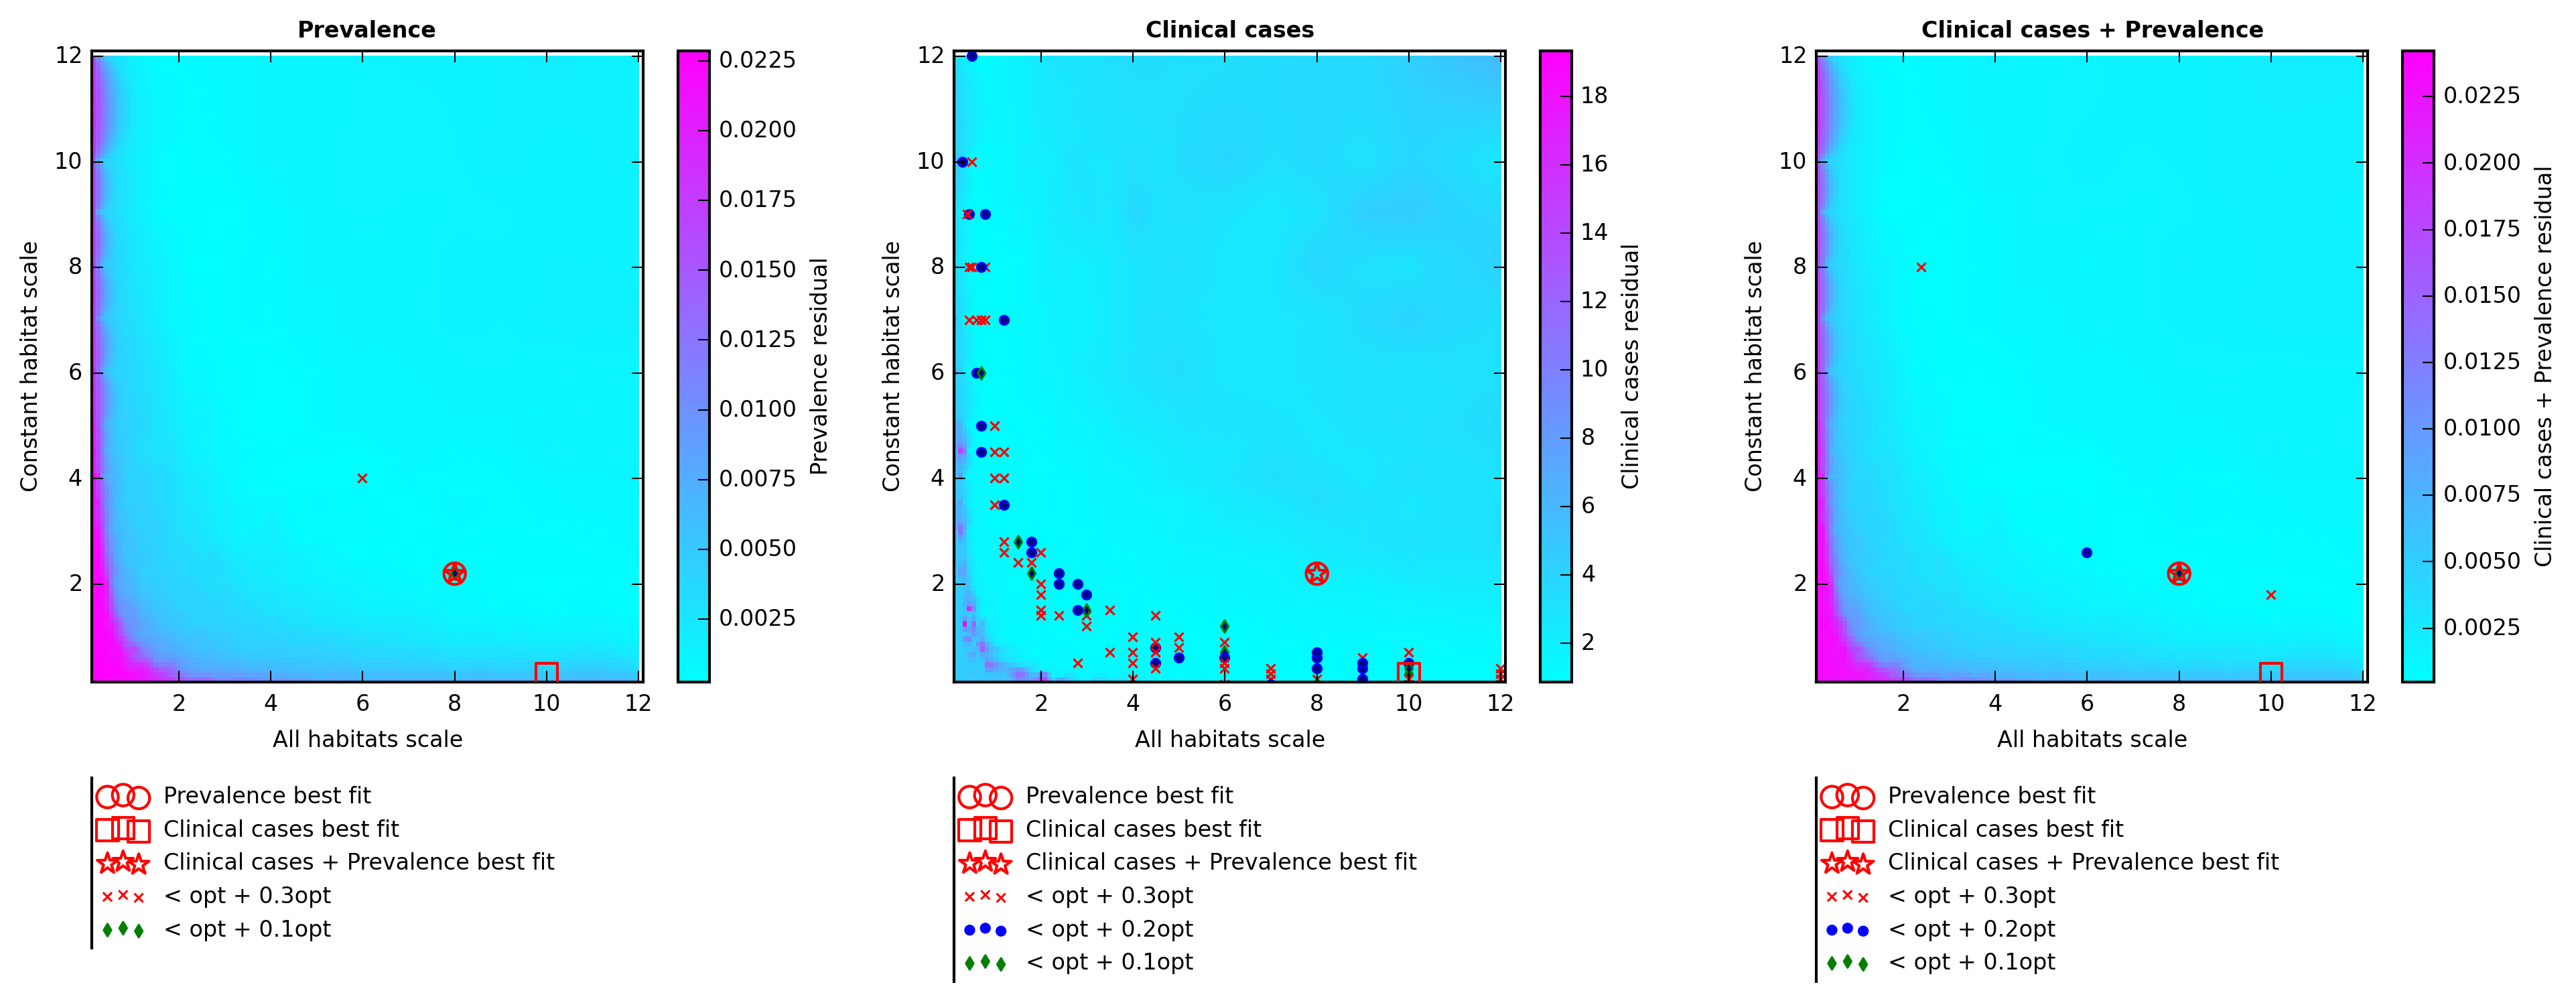 Prevalence
12
10
8
6
4
2
2 4 6 8 10 12
Constant habitat scale
All habitats scale
0.0225
0.0200
0.0175
0.0150
0.0125
0.0100
0.0075
0.0050
0.0025
Prevalence residual
Prevalence best fit
Clinical cases best fit
Clinical cases + Prevalence best fit
< opt + 0.3opt
< opt + 0.1opt
Clinical cases
12
10
8
6
4
2
2 4 6 8 10 12
Constant habitat scale
All habitats scale
18
16
14
12
10
8
6
4
2
Clinical cases residual
Prevalence best fit
Clinical cases best fit
Clinical cases + Prevalence best fit
< opt + 0.3opt
< opt + 0.2opt
< opt + 0.1opt
Clinical cases + Prevalence
12
10
8
6
4
2
2 4 6 8 10 12
Constant habitat scale
All habitats scale
0.0225
0.0200
0.0175
0.0150
0.0125
0.0100
0.0075
0.0050
0.0025
Clinical cases + Prevalence residual
Prevalence best fit
Clinical cases best fit
Clinical cases + Prevalence best fit
< opt + 0.3opt
< opt + 0.2opt
< opt + 0.1opt